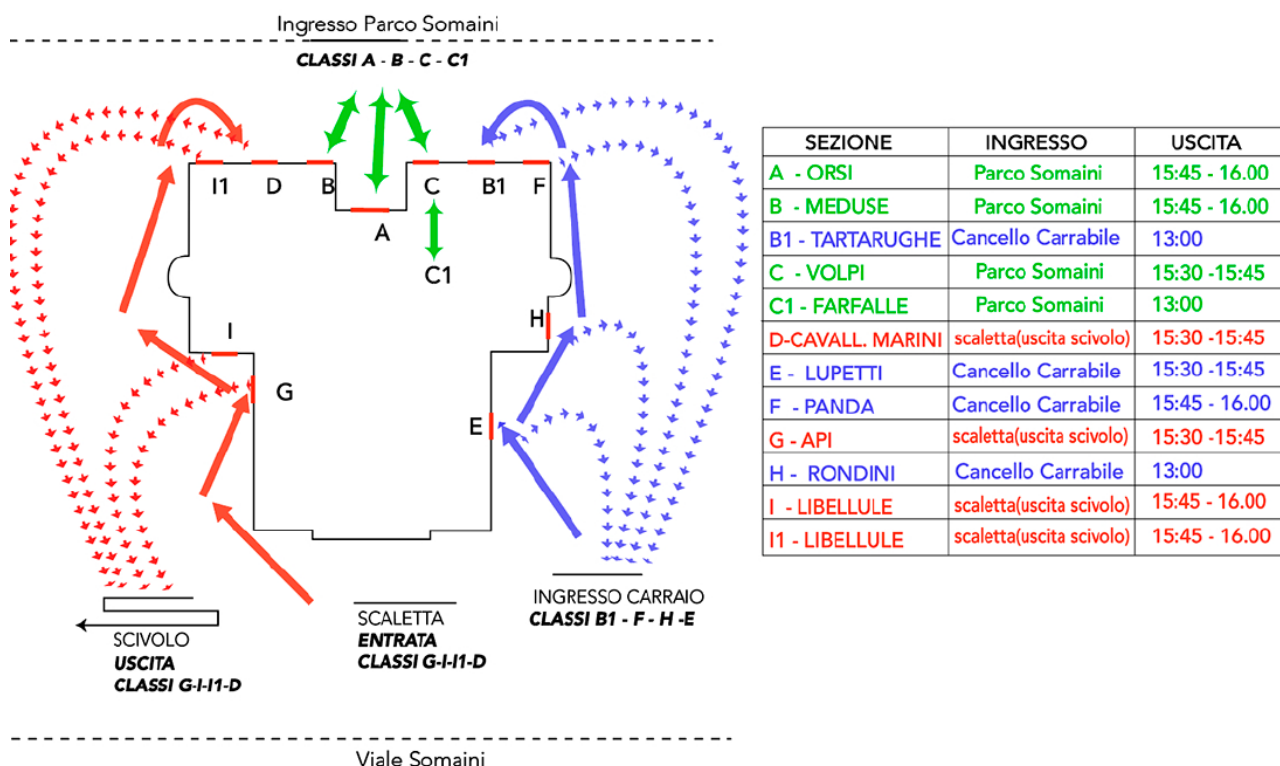 Ingresso Parco Somaini
CLASSI A - B - C - C1
I1 D B C B1 F
A
C1
I
H
G
E
SCIVOLO
USCITA
CLASSI G-I-I1-D
SCALETTA
ENTRATA
CLASSI G-I-I1-D
INGRESSO CARRAIO
CLASSI B1 - F - H -E
Viale Somaini
SEZIONE INGRESSO USCITA
A - ORSI Parco Somaini 15:45 - 16.00
B - MEDUSE Parco Somaini 15:45 - 16.00
B1 - TARTARUGHE Cancello Carrabile 13:00
C - VOLPI Parco Somaini 15:30 -15:45
C1 - FARFALLE Parco Somaini 13:00
D-CAVALL. MARINI scaletta(uscita scivolo) 15:30 -15:45
E - LUPETTI Cancello Carrabile 15:30 -15:45
F - PANDA Cancello Carrabile 15:45 - 16.00
G - API scaletta(uscita scivolo) 15:30 -15:45
H - RONDINI Cancello Carrabile 13:00
I - LIBELLULE scaletta(uscita scivolo) 15:45 - 16.00
I1 - LIBELLULE scaletta(uscita scivolo) 15:45 - 16.00